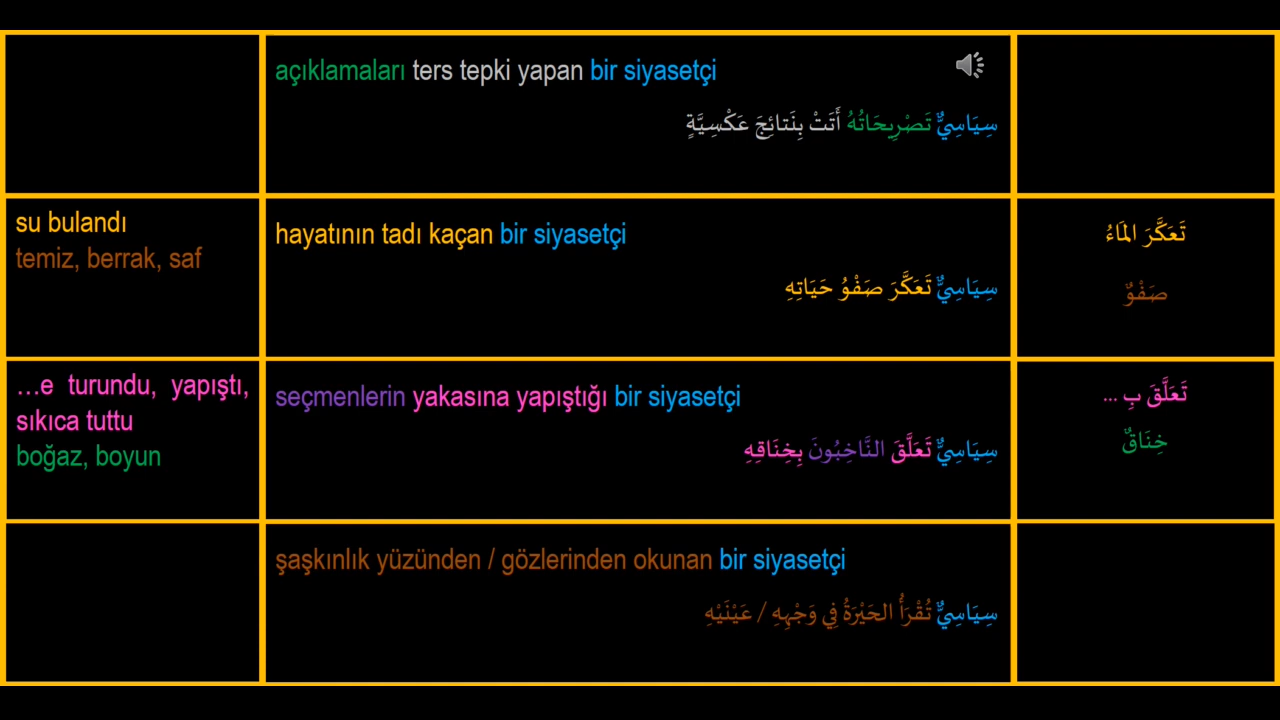 açıklamaları ters tepki yapan bir siyasetçi
سِيَاسِيٌّ تَصْرِيحَاتُهُ أَتَتْ بِنَتائِجَ عَكْسِيَّةٍ
su bulandı
temiz, berrak, saf
hayatının tadı kaçan bir siyasetçi
سِيَاسِيٌّ تَعَكَّرَ صَفْوُ حَيَاتِهِ
تَعَكَّرَ المَاءُ
صَفْوٌ
…e turundu, yapıştı,
sıkıca tuttu
boğaz, boyun
seçmenlerin yakasına yapıştığı bir siyasetçi
سِيَاسِيٌّ تَعَلَّقَ النَّاخِبُونَ بِخِنَاقِهِ
تَعَلَّقَ بِ ...
خِنَاقٌ
şaşkınlık yüzünden / gözlerinden okunan bir siyasetçi
سِيَاسِيٌّ تُقْرَأُ الحَيْرَةُ فِي وَجْهِهِ / عَيْنَيْهِ